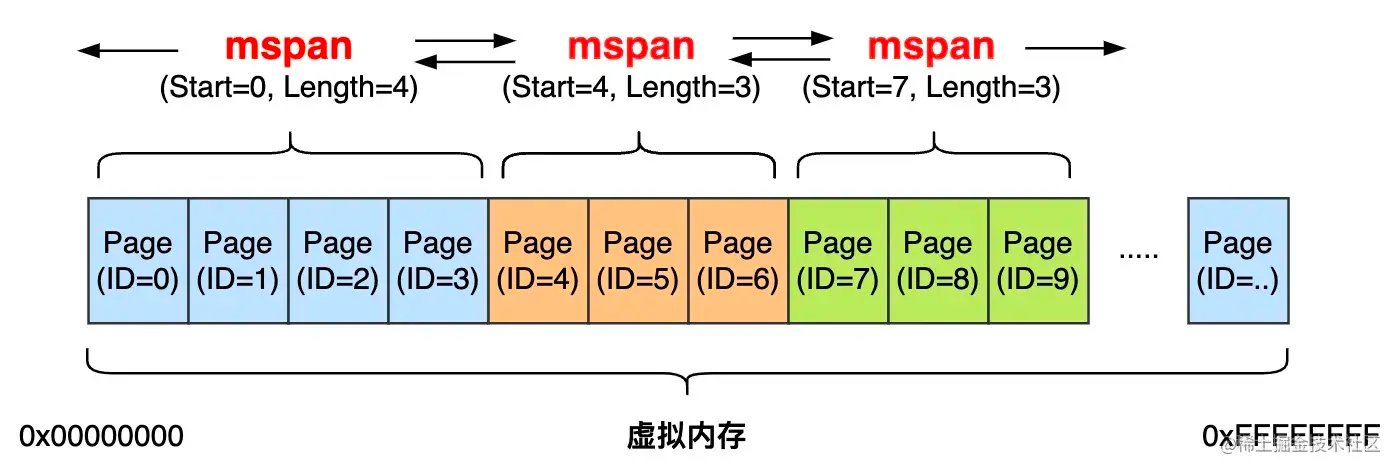 mspan mspan mspan
(Start=0, Length=4) (Start=4, Length=3) (Start=7, Length=3)
Page Page Page Page Page Page Page Page Page Page ..... Page
(ID=0) (ID=1) (ID=2) (ID=3) (ID=4) (ID=5) (ID=6) (ID=7) (ID=8) (ID=9) (ID=..)
0x00000000 虚拟内存 0xFFFFFFFF
@稀土掘金技术社区